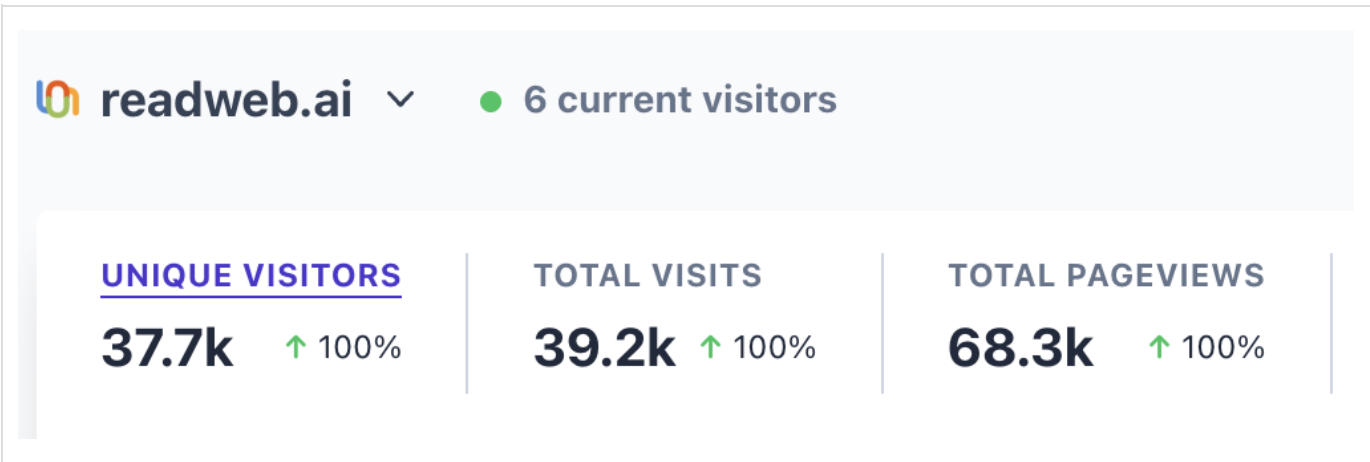 readweb.ai 6 current visitors
UNIQUE VISITORS TOTAL VISITS TOTAL PAGEVIEWS
37.7k ↑ 100% 39.2k ↑ 100% 68.3k ↑ 100%